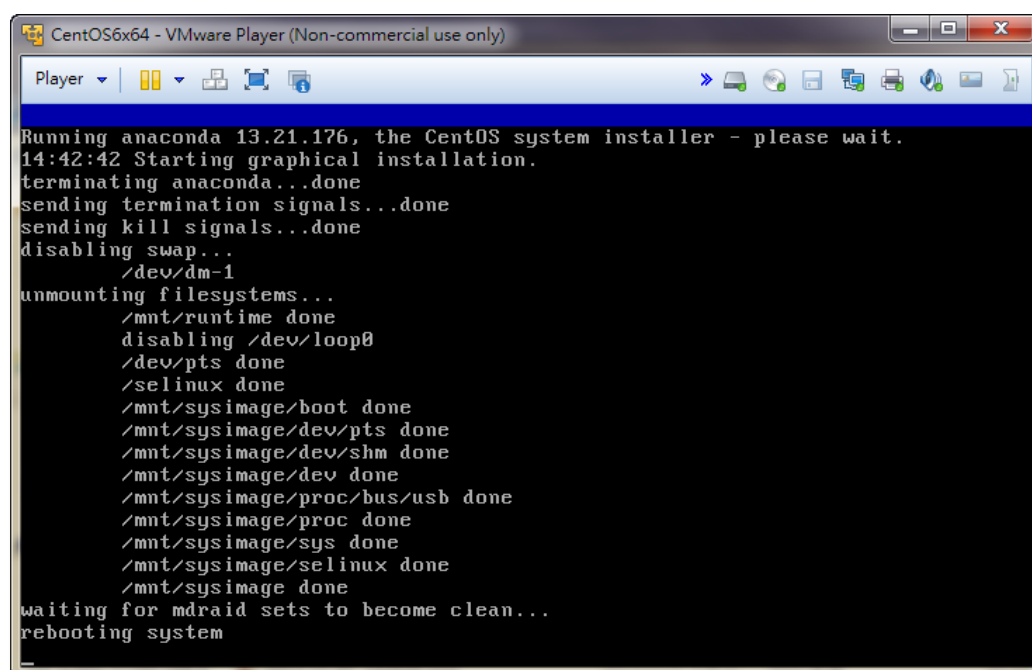 CentOS6x64 - VMware Player (Non-commercial use only)
Player
Running anaconda 13.21.176, the CentOS system installer - please wait.
14:42:42 Starting graphical installation.
terminating anaconda...done
sending termination signals...done
sending kill signals...done
disabling swap...
/dev/dm-1
unmounting filesystems...
/mnt/runtime done
disabling /dev/loop0
/dev/pts done
/selinux done
/mnt/sysimage/boot done
/mnt/sysimage/dev/pts done
/mnt/sysimage/dev/shm done
/mnt/sysimage/dev done
/mnt/sysimage/proc/bus/usb done
/mnt/sysimage/proc done
/mnt/sysimage/sys done
/mnt/sysimage/selinux done
/mnt/sysimage done
waiting for mdraid sets to become clean...
rebooting system